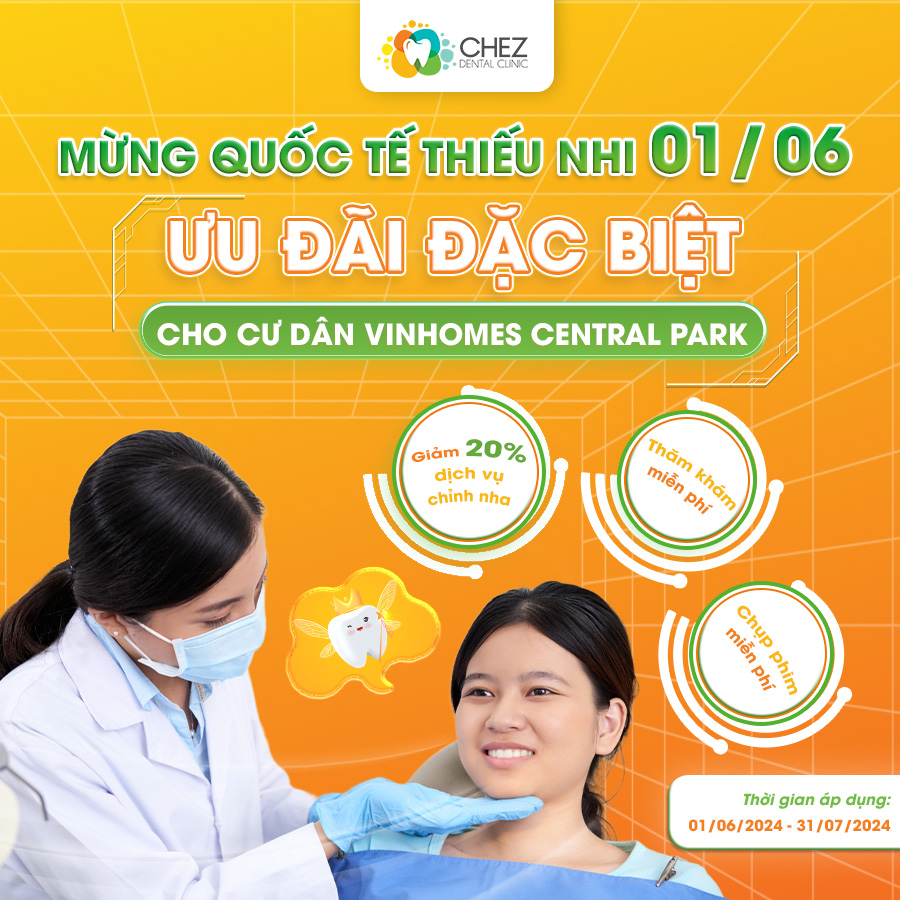 CHEZ
DENTAL CLINIC
MỪNG QUỐC TẾ THIẾU NHI 01 / 06
ƯU ĐÃI ĐẶC BIỆT
CHO CƯ DÂN VINHOMES CENTRAL PARK
Giảm 20%
dịch vụ
chỉnh nha
Thăm khám
miễn phí
Chụp phim
miễn phí
Thời gian áp dụng:
01/06/2024 - 31/07/2024